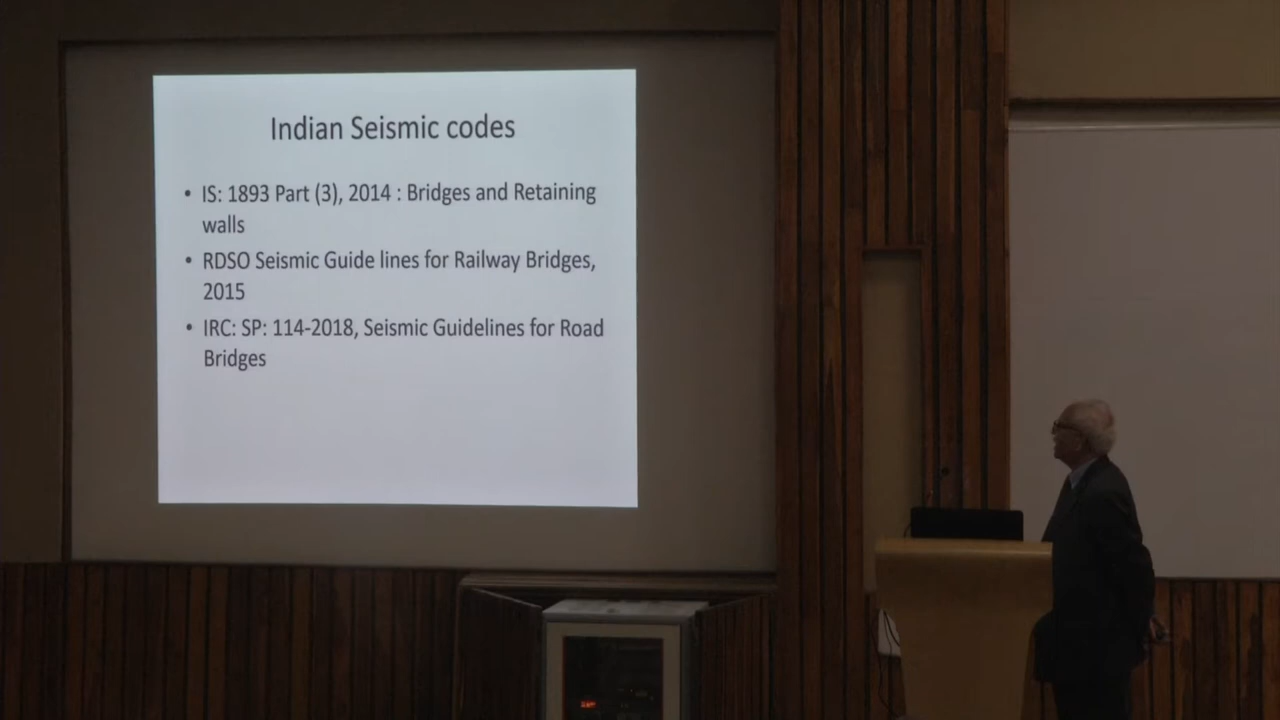 Indian Seismic codes
• IS: 1893 Part (3), 2014 : Bridges and Retaining
walls
• RDSO Seismic Guide lines for Railway Bridges,
2015
• IRC: SP: 114-2018, Seismic Guidelines for Road
Bridges